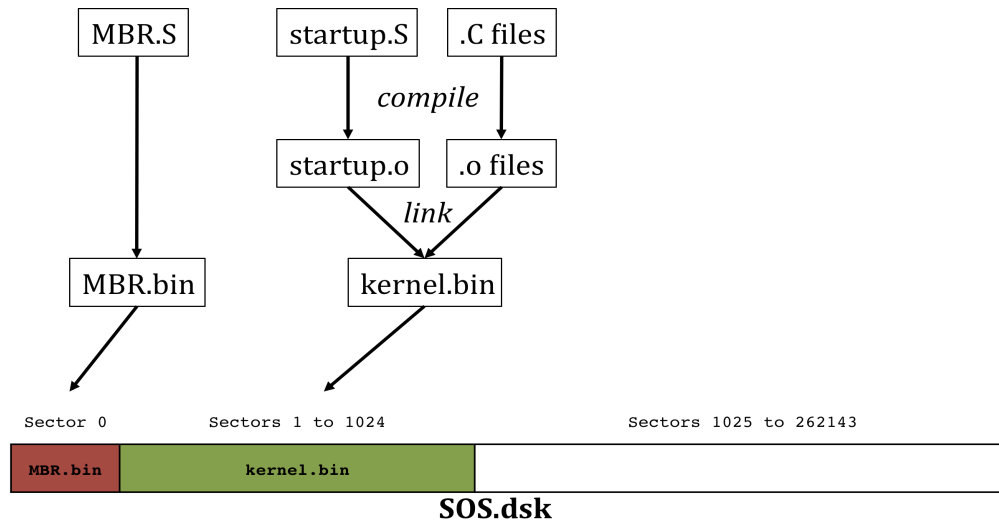 MBR.S
startup.S
.C files
compile
startup.o
.o files
link
MBR.bin
kernel.bin
Sector 0
Sectors 1 to 1024
Sectors 1025 to 262143
MBR.bin
kernel.bin
SOS.dsk